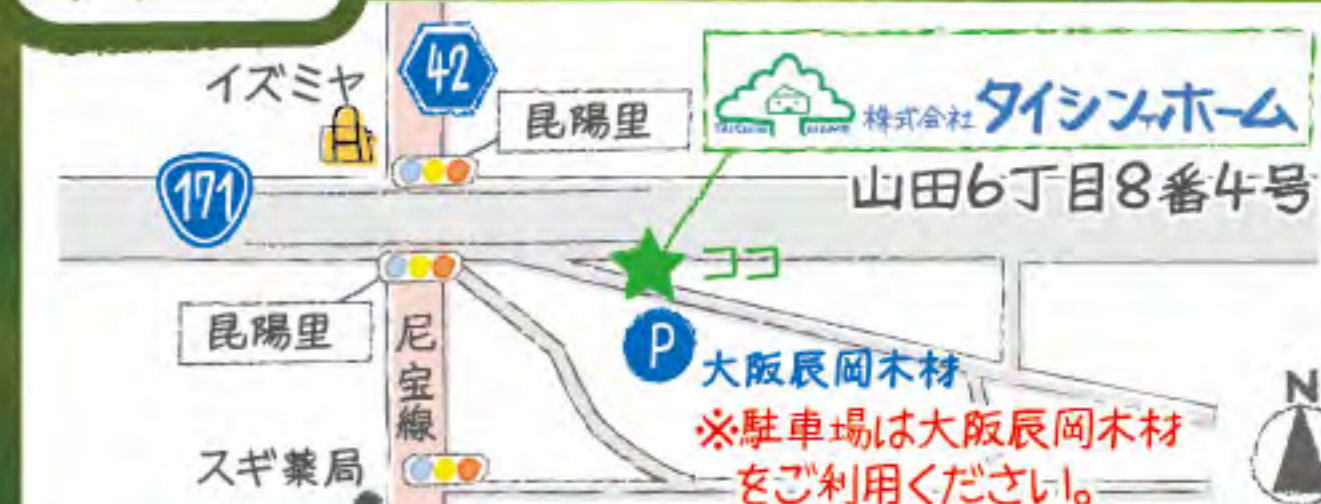 イズミヤ
42
昆陽里
株式会社 タイシンホーム
171
山田6丁目8番4号
ココ
昆陽里
尼宝線
P
大阪辰岡木材
※駐車場は大阪辰岡木材
をご利用ください。
スギ薬局
N